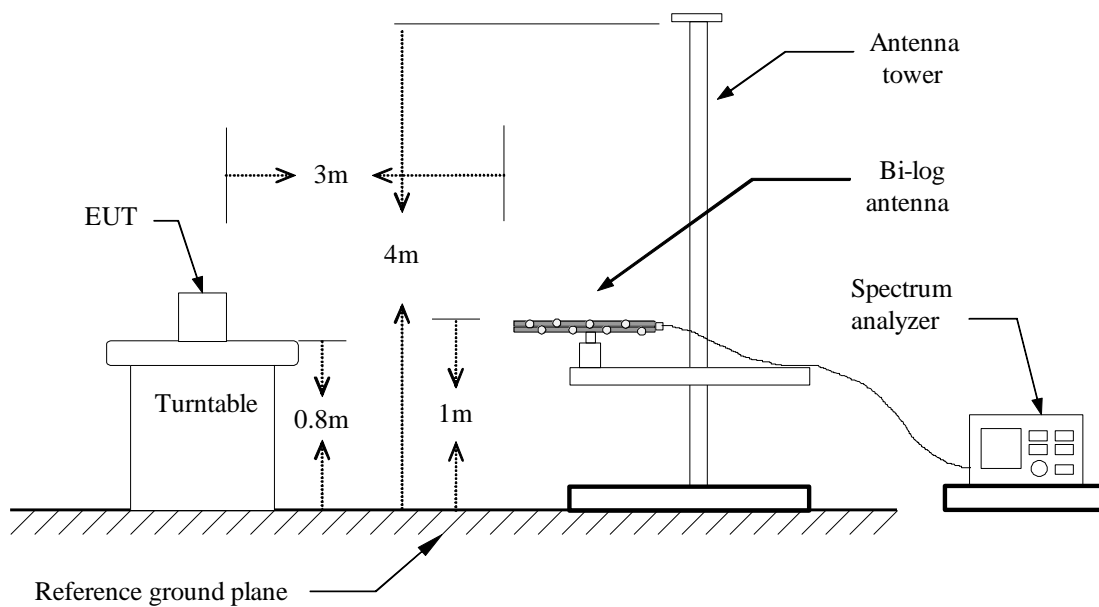 Antenna
tower
3m
Bi-log
antenna
EUT
4m
Spectrum
analyzer
Turntable
0.8m
1m
Reference ground plane